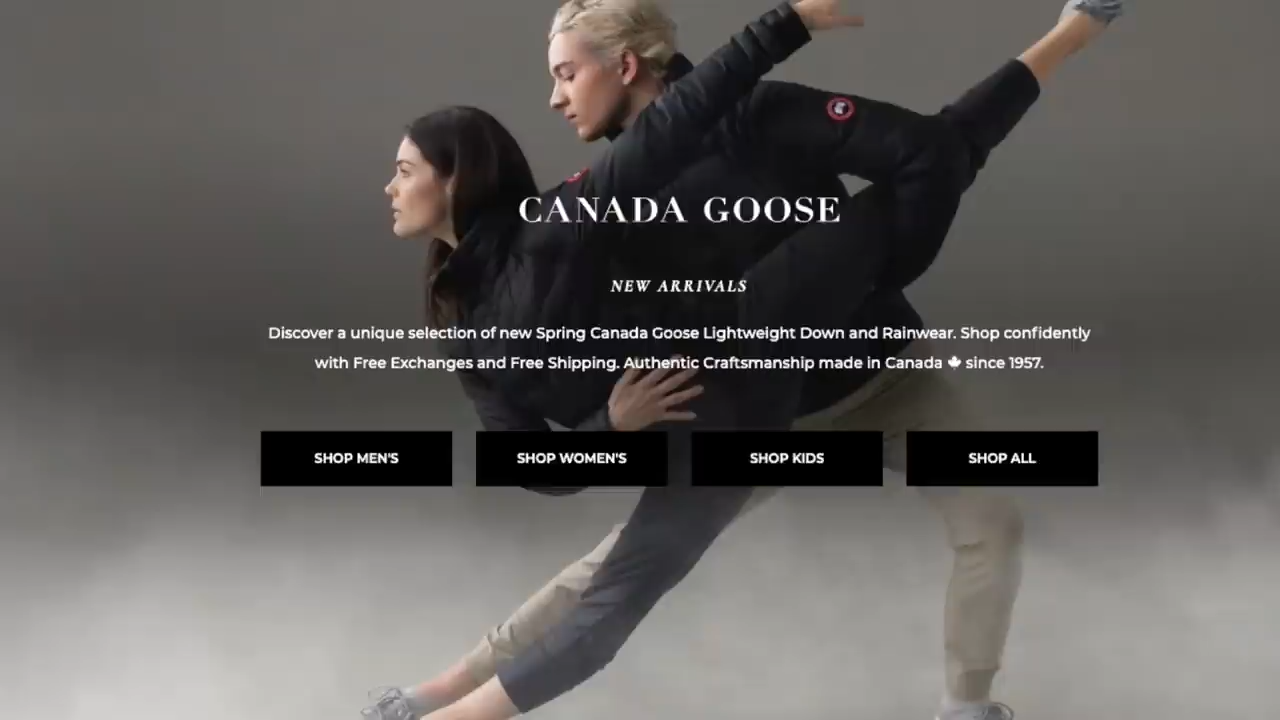 CANADA GOOSE
NEW ARRIVALS
Discover a unique selection of new Spring Canada Goose Lightweight Down and Rainwear. Shop confidently
with Free Exchanges and Free Shipping. Authentic Craftsmanship made in Canada 🍁 since 1957.
SHOP MEN'S
SHOP WOMEN'S
SHOP KIDS
SHOP ALL